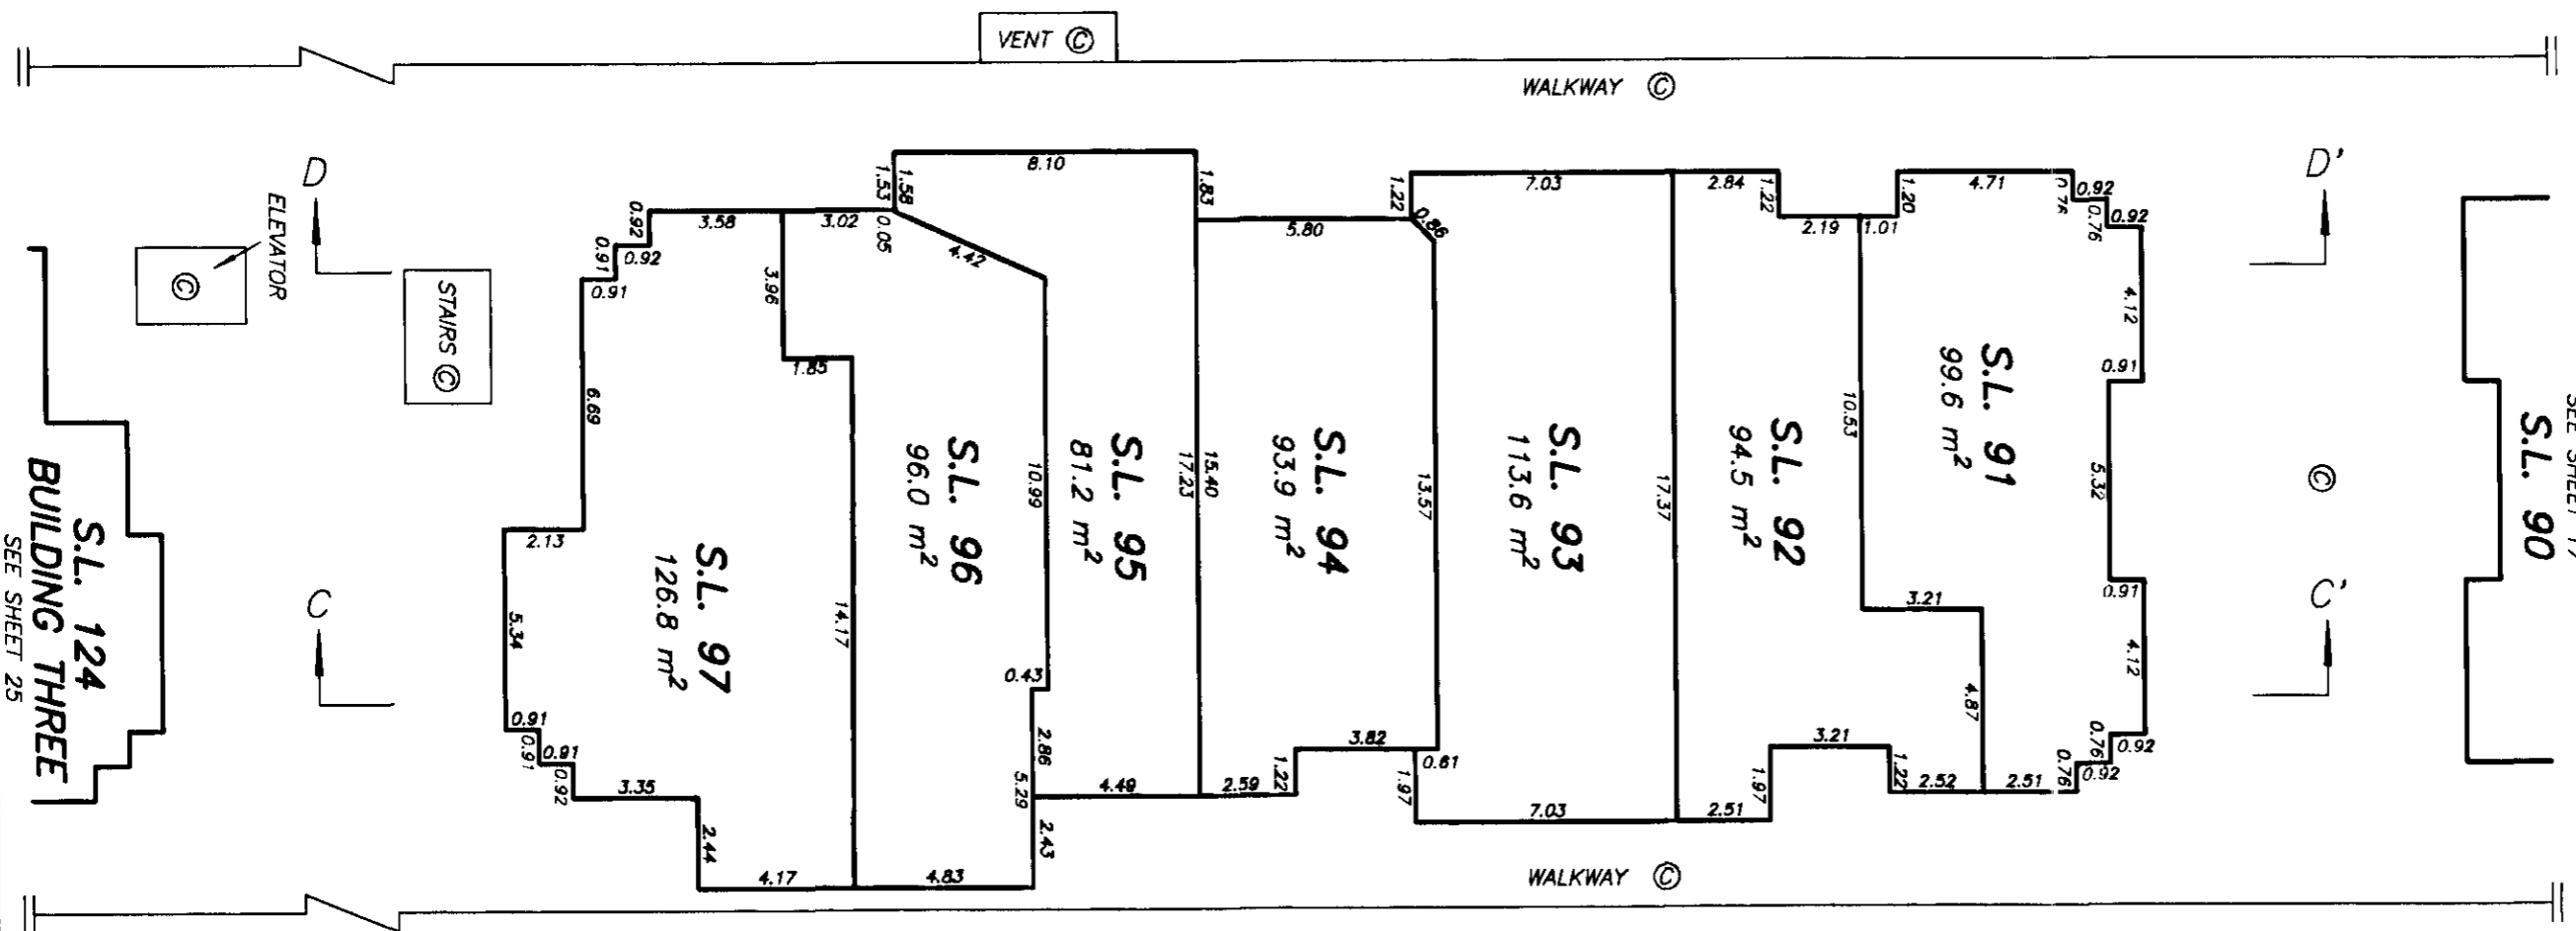 VENT ©
WALKWAY ©
D
ELEVATOR
©
STAIRS ©
C
S.L. 124
BUILDING THREE
SEE SHEET 25
0.92
0.91
0.92
0.91
3.58
3.02
1.53
1.58
0.05
8.10
4.42
3.96
1.85
6.69
2.13
5.34
0.91
0.91
0.91
0.92
3.35
2.44
4.17
4.83
14.17
S.L. 97
126.8 m²
S.L. 96
96.0 m²
10.99
0.43
2.86
5.29
2.43
4.49
S.L. 95
81.2 m²
1.83
15.40
17.23
5.80
1.22
0.86
S.L. 94
93.9 m²
13.57
3.82
0.61
2.59
1.22
1.97
7.03
7.03
S.L. 93
113.6 m²
17.37
2.84
1.22
2.19
1.01
1.20
4.71
S.L. 92
94.5 m²
10.53
3.21
4.87
3.21
1.97
2.51
1.22
2.52
2.51
S.L. 91
99.6 m²
0.92
0.76
0.92
4.12
0.91
5.32
0.91
4.12
0.92
0.76
0.92
0.76
D'
©
C'
SEE SHEET 17
S.L. 90
WALKWAY ©